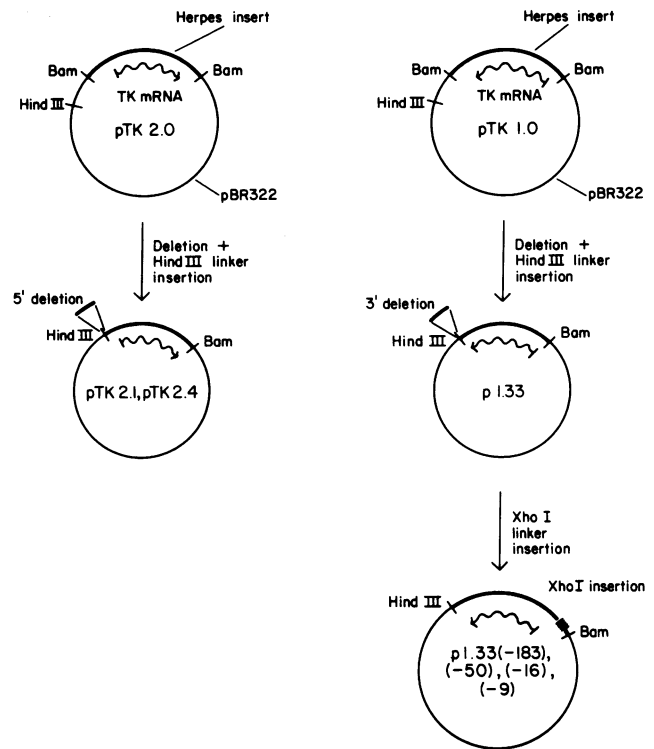 Herpes insert
Bam
Bam
Hind III
TK mRNA
pTK 2.0
pBR322
Deletion +
Hind III linker
insertion
5' deletion
Hind III
Bam
pTK 2.1, pTK 2.4
Herpes insert
Bam
Bam
Hind III
TK mRNA
pTK 1.0
pBR322
Deletion +
Hind III linker
insertion
3' deletion
Hind III
Bam
p 1.33
Xho I
linker
insertion
Hind III
Xho I insertion
Bam
p 1.33 (-183),
(-50), (-16),
(-9)